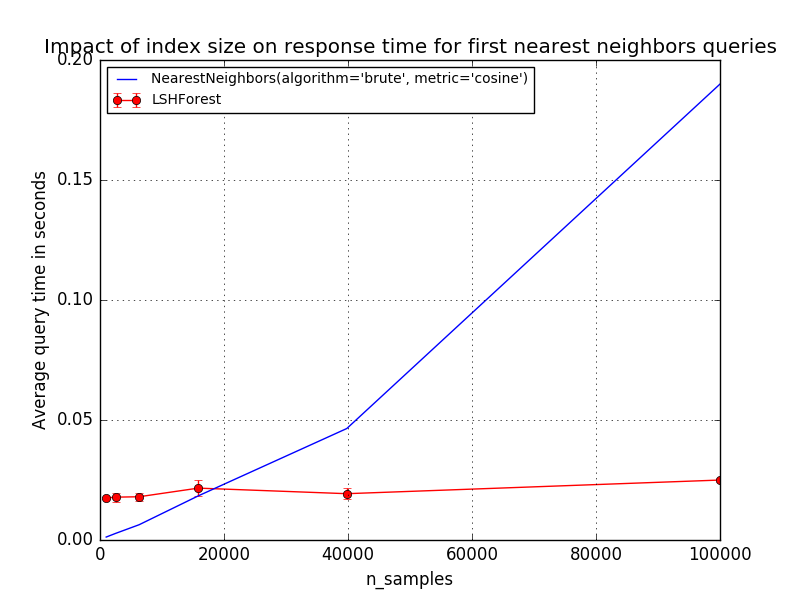 Impact of index size on response time for first nearest neighbors queries
0.20
NearestNeighbors(algorithm='brute', metric='cosine')
LSHForest
0.15
0.10
0.05
0.00
Average query time in seconds
0 20000 40000 60000 80000 100000
n_samples